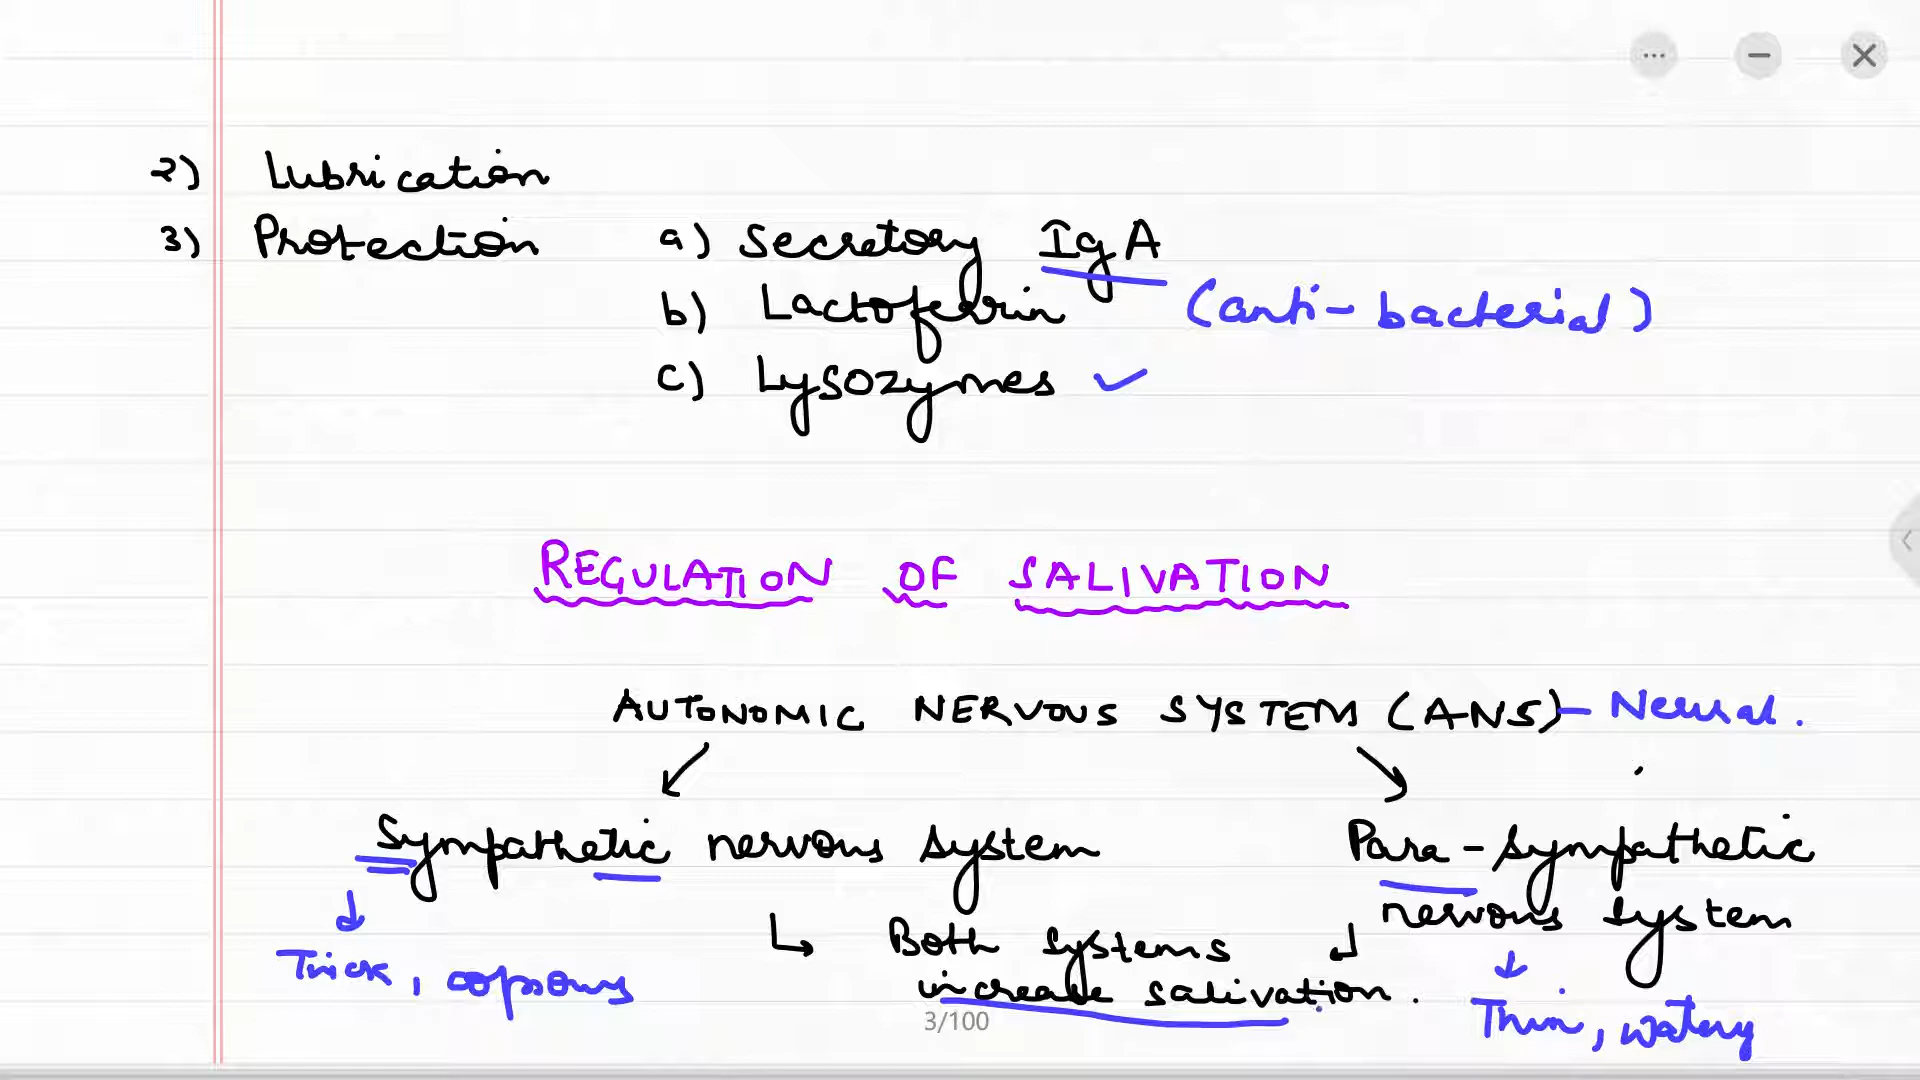 2) Lubrication
3) Protection a) Secretory IgA
b) Lactoferrin (anti-bacterial)
c) Lysozymes ✓
REGULATION OF SALIVATION
AUTONOMIC NERVOUS SYSTEM (ANS) - Neural.
Sympathetic nervous system
Para-sympathetic nervous system
Both systems increase salivation.
Thick, copious
Thin, watery
3/100